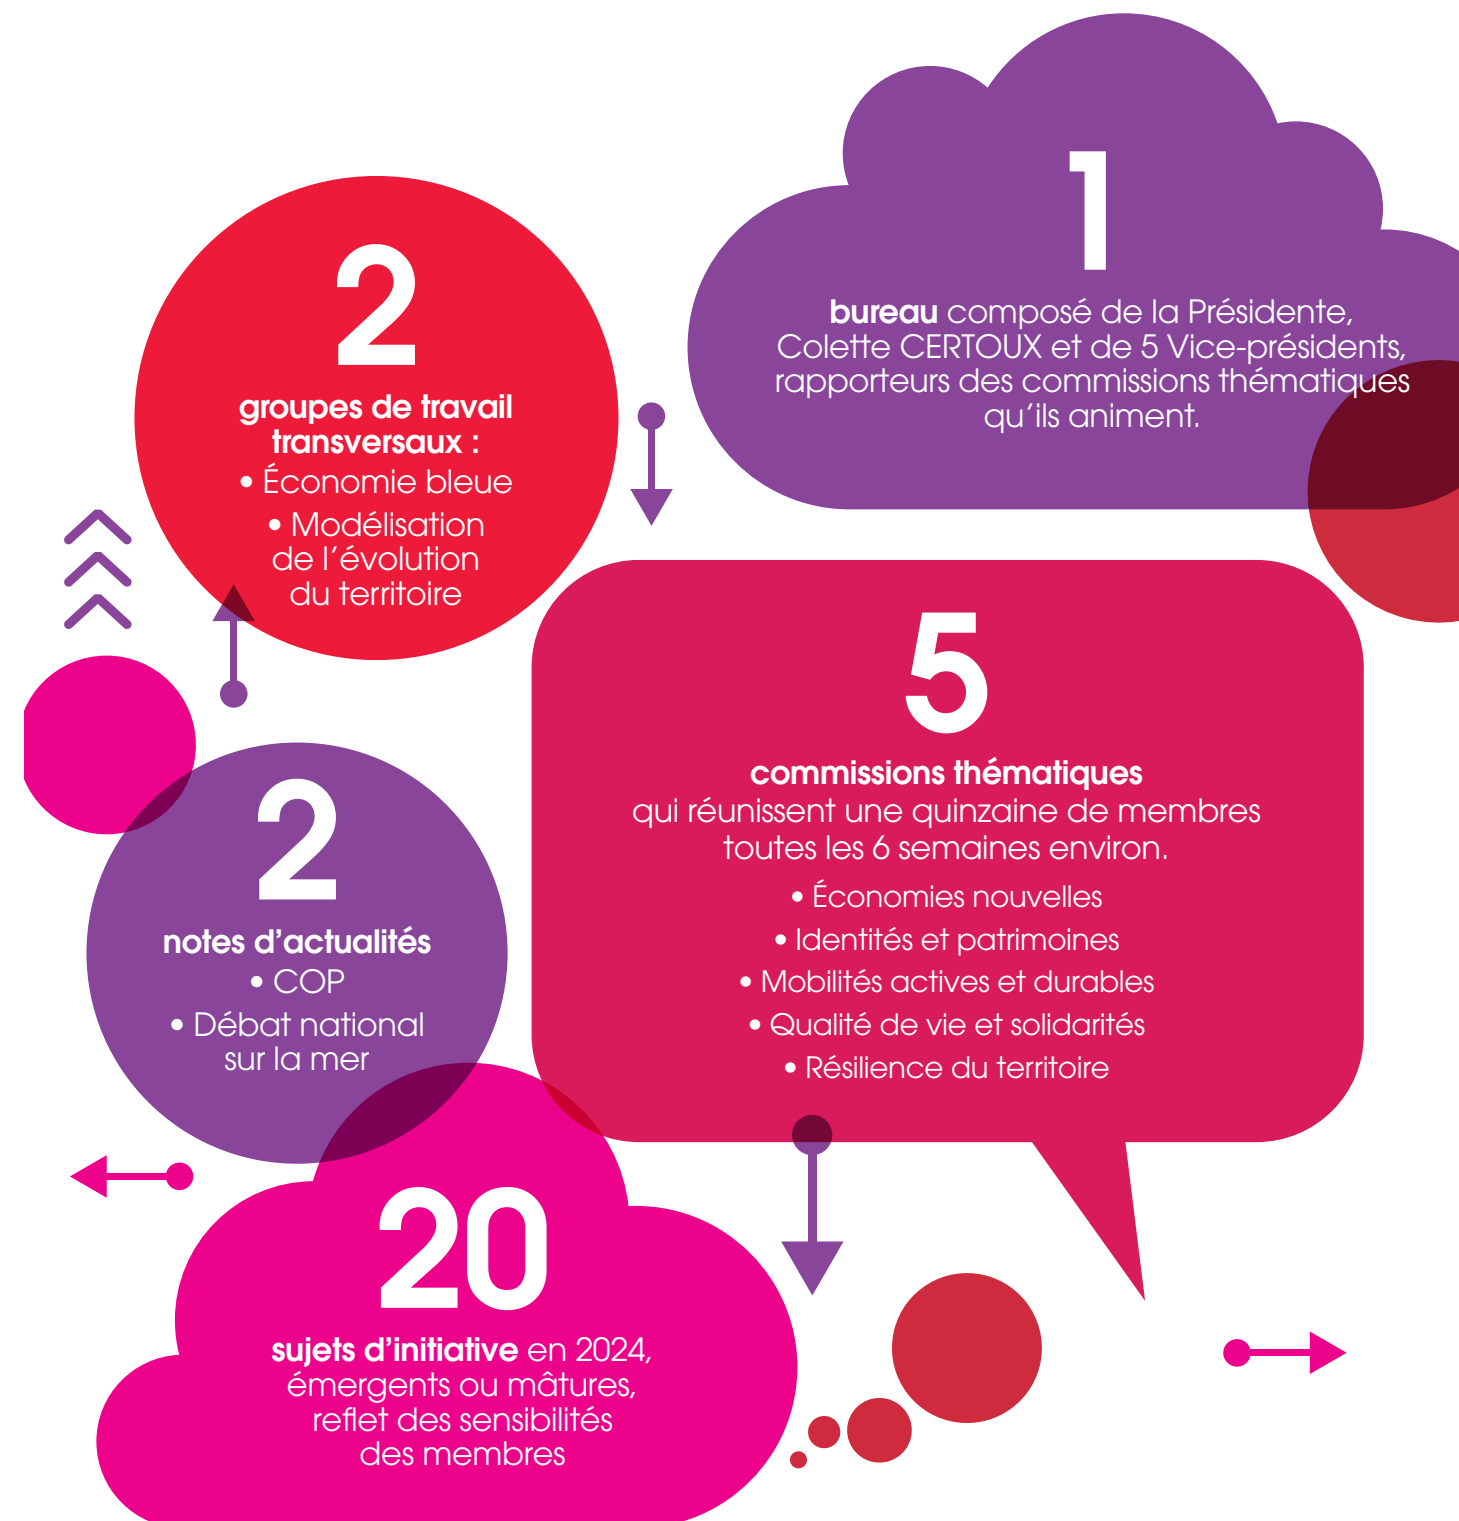 1
bureau composé de la Présidente,
Colette CERTOUX et de 5 Vice-présidents,
rapporteurs des commissions thématiques
qu'ils animent.
2
groupes de travail
transversaux :
• Économie bleue
• Modélisation
de l'évolution
du territoire
5
commissions thématiques
qui réunissent une quinzaine de membres
toutes les 6 semaines environ.
• Économies nouvelles
• Identités et patrimoines
• Mobilités actives et durables
• Qualité de vie et solidarités
• Résilience du territoire
2
notes d'actualités
• COP
• Débat national
sur la mer
20
sujets d'initiative en 2024,
émergents ou mâtures,
reflet des sensibilités
des membres